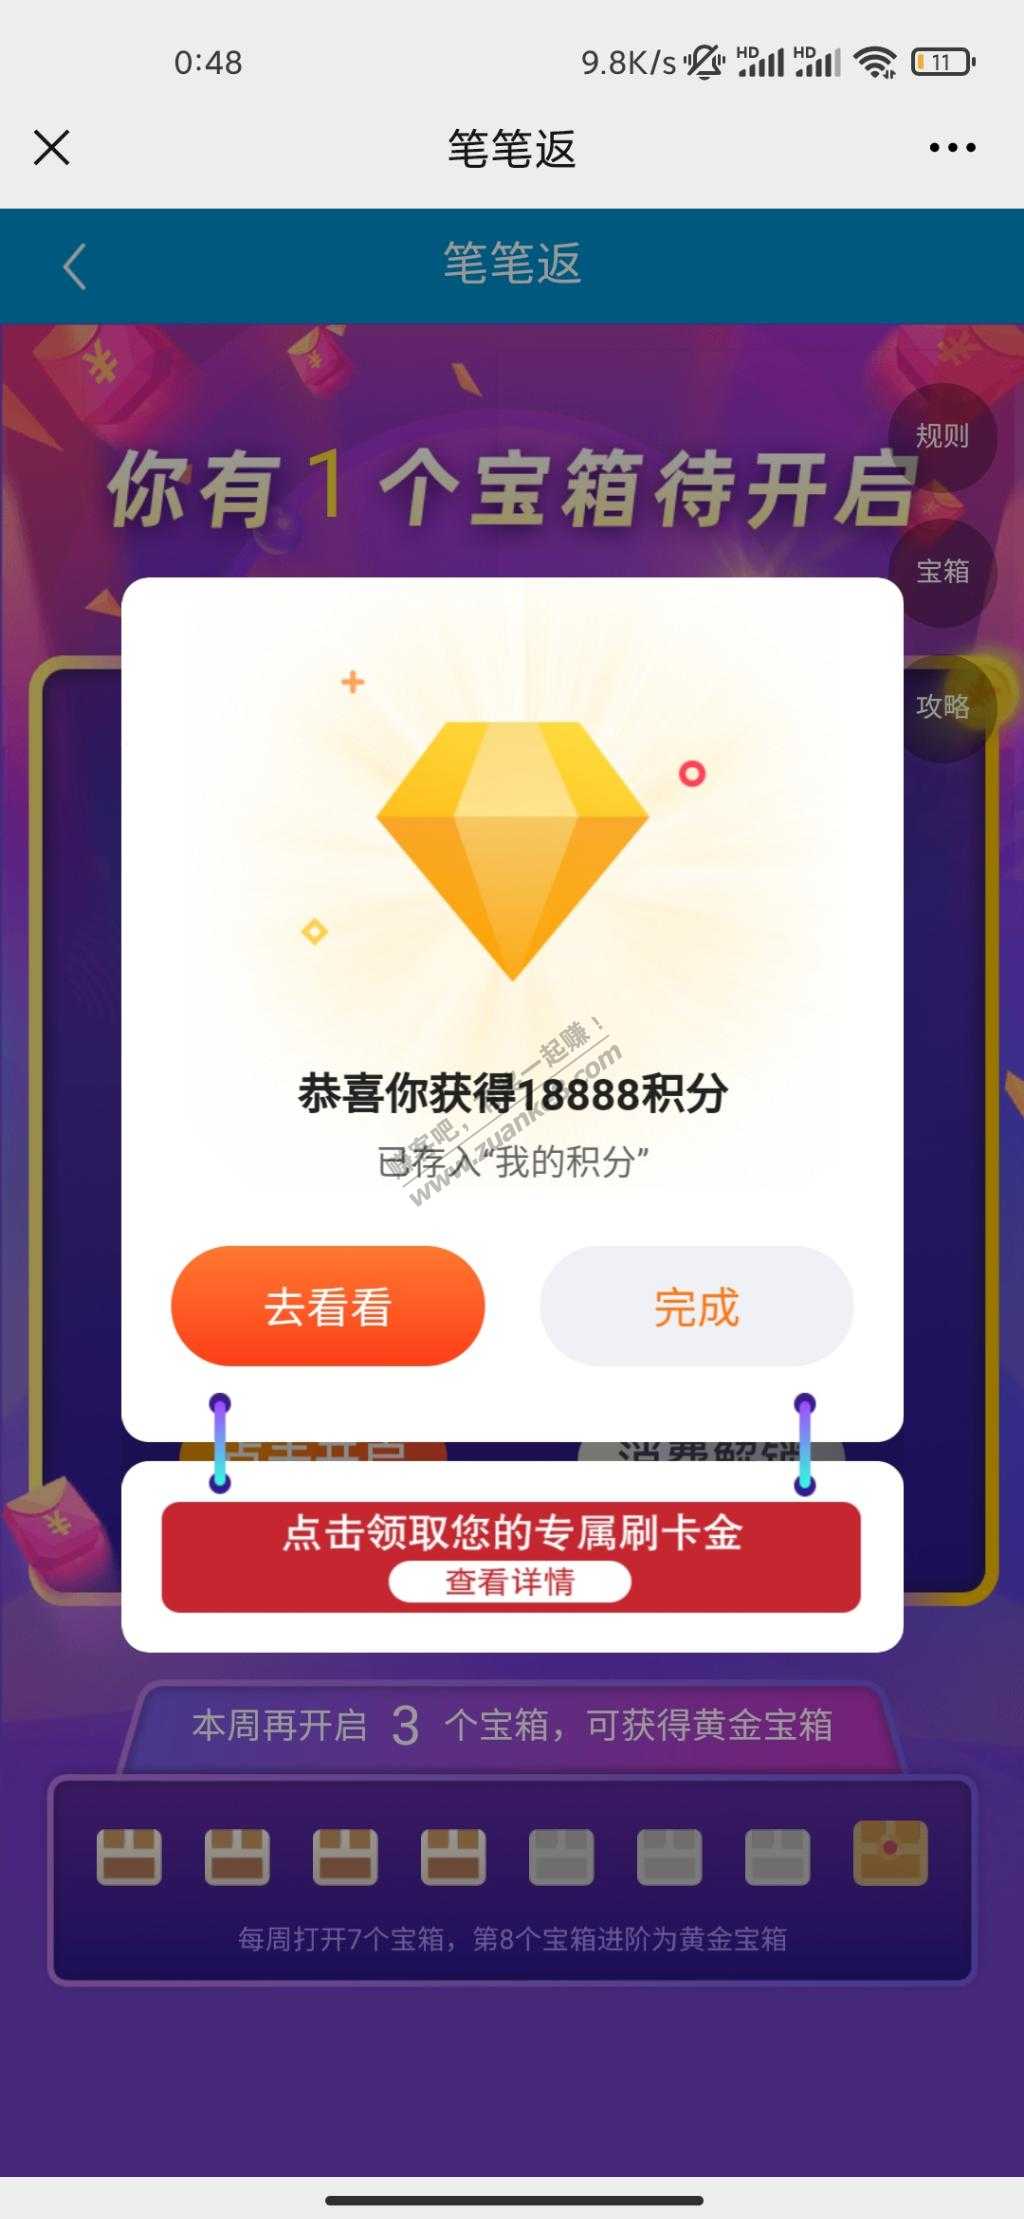 0:48
9.8K/s
HD
HD
11
笔笔返
笔笔返
规则
你有1个宝箱待开启
宝箱
攻略
恭喜你获得18888积分
已存入“我的积分”
一起赚！
www.zuanke8.com
去看看
完成
点击开启
消费解锁
点击领取您的专属刷卡金
查看详情
本周再开启 3 个宝箱，可获得黄金宝箱
每周打开7个宝箱，第8个宝箱进阶为黄金宝箱